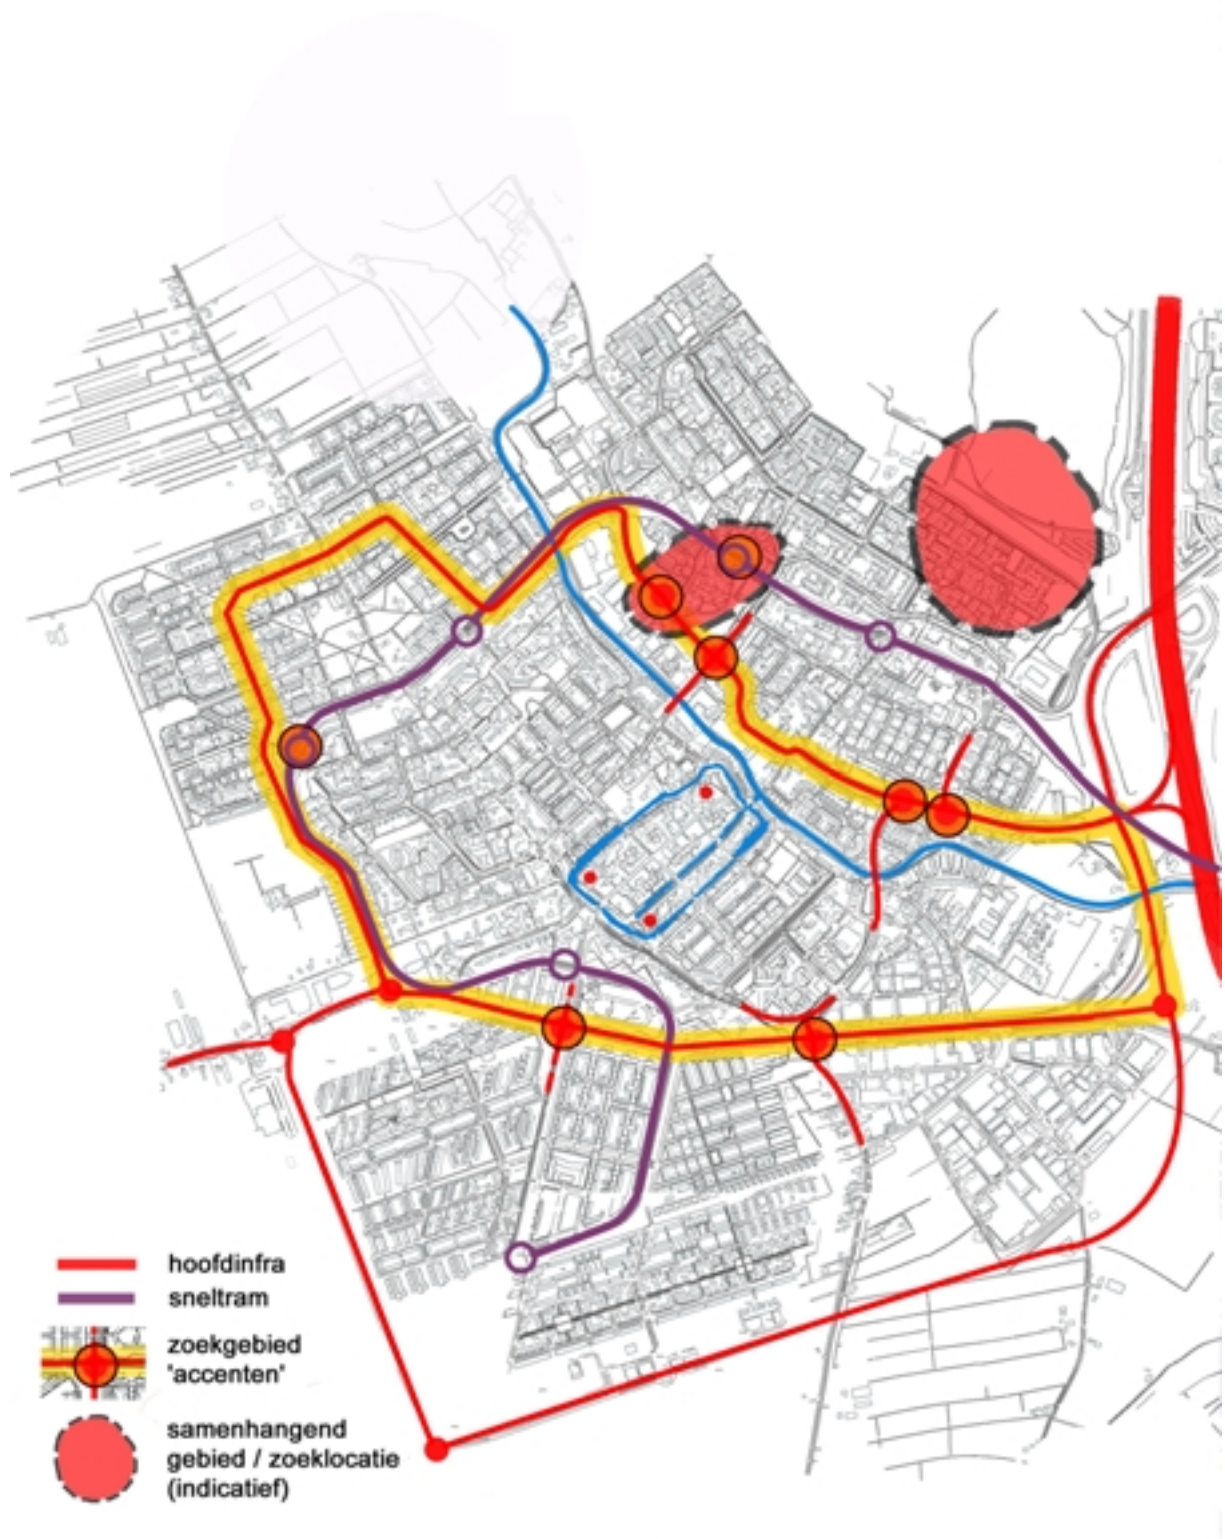 hoofdinfra
sneltram
zoekgebied
'accenten'
samenhangend
gebied / zoeklocatie
(indicatief)